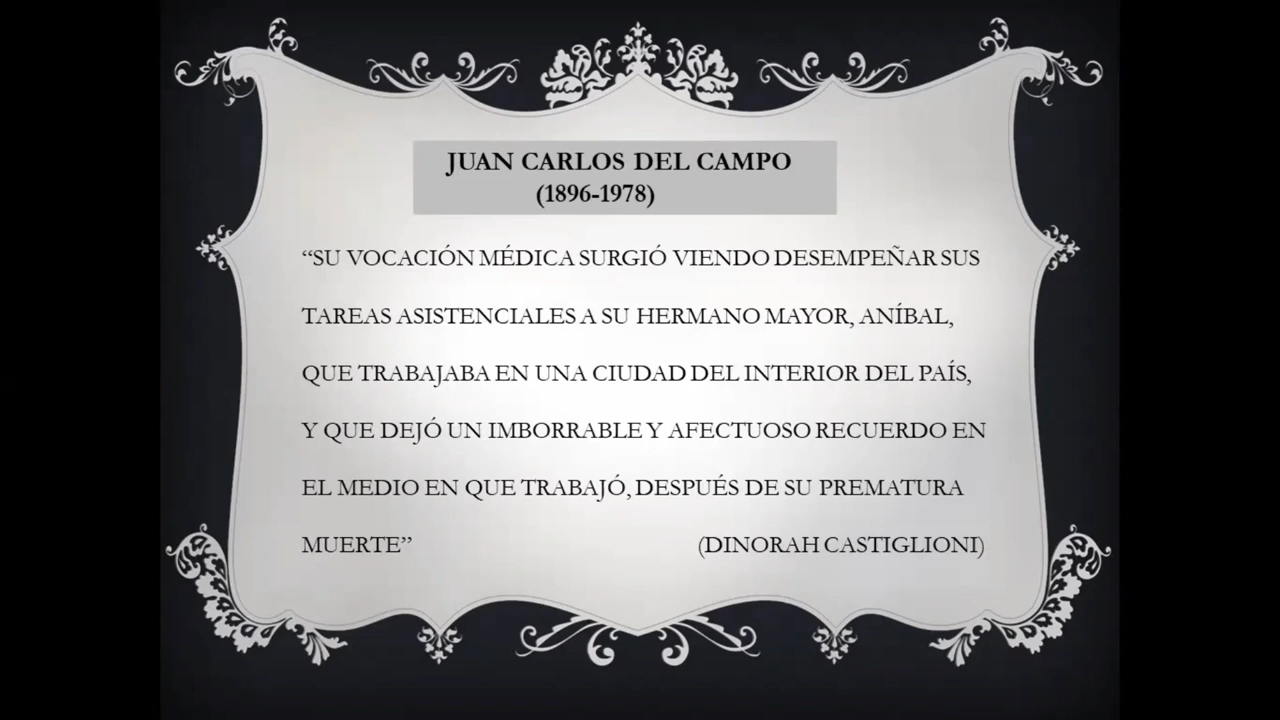 JUAN CARLOS DEL CAMPO
(1896-1978)
“SU VOCACIÓN MÉDICA SURGIÓ VIENDO DESEMPEÑAR SUS
TAREAS ASISTENCIALES A SU HERMANO MAYOR, ANÍBAL,
QUE TRABAJABA EN UNA CIUDAD DEL INTERIOR DEL PAÍS,
Y QUE DEJÓ UN IMBORRABLE Y AFECTUOSO RECUERDO EN
EL MEDIO EN QUE TRABAJÓ, DESPUÉS DE SU PREMATURA
MUERTE” (DINORAH CASTIGLIONI)